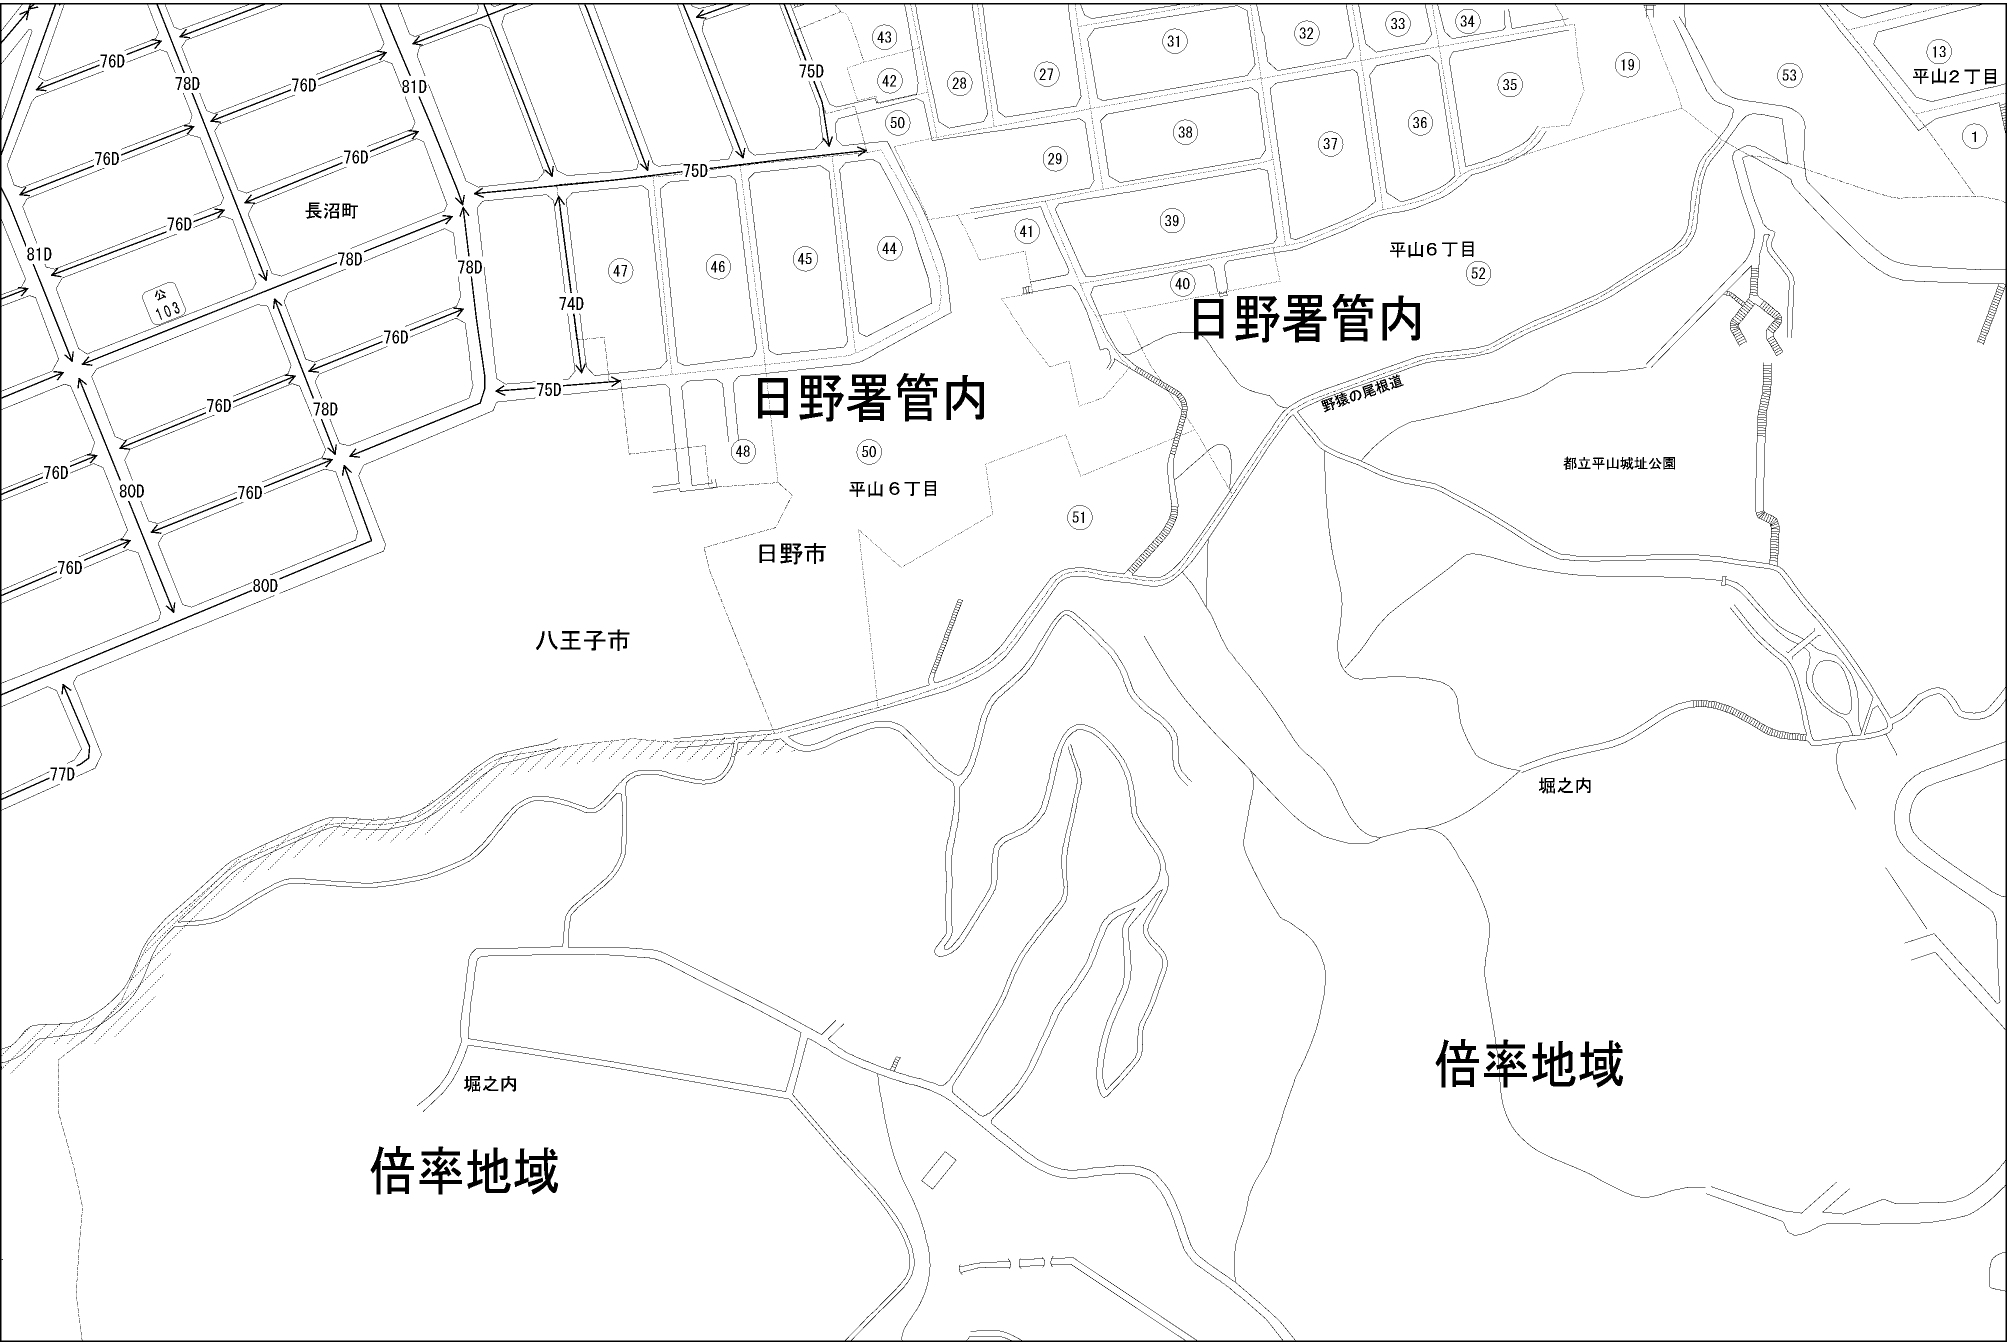 43
31
32
33
34
13
平山2丁目
76D
78D
76D
81D
75D
42
28
27
35
19
53
50
38
37
36
1
76D
76D
29
75D
長沼町
76D
41
39
44
81D
78D
78D
47
46
45
平山6丁目
52
公
103
74D
40
日野署管内
76D
75D
日野署管内
野猿の尾根道
76D
78D
48
50
都立平山城址公園
76D
80D
76D
平山6丁目
51
日野市
76D
80D
八王子市
77D
堀之内
倍率地域
堀之内
倍率地域